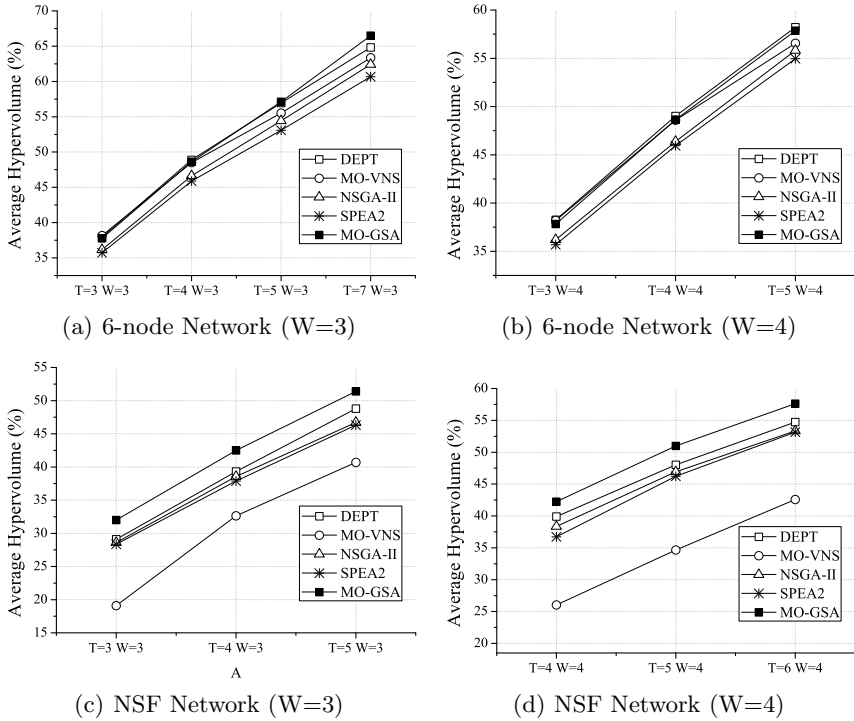 Average Hypervolume (%)
70
65
60
55
50
45
40
35
DEPT
MO-VNS
NSGA-II
SPEA2
MO-GSA
T=3 W=3
T=4 W=3
T=5 W=3
T=7 W=3
(a) 6-node Network (W=3)
Average Hypervolume (%)
60
55
50
45
40
35
DEPT
MO-VNS
NSGA-II
SPEA2
MO-GSA
T=3 W=4
T=4 W=4
T=5 W=4
(b) 6-node Network (W=4)
Average Hypervolume (%)
55
50
45
40
35
30
25
20
15
DEPT
MO-VNS
NSGA-II
SPEA2
MO-GSA
T=3 W=3
T=4 W=3
T=5 W=3
A
(c) NSF Network (W=3)
Average Hypervolume (%)
60
55
50
45
40
35
30
25
20
DEPT
MO-VNS
NSGA-II
SPEA2
MO-GSA
T=4 W=4
T=5 W=4
T=6 W=4
(d) NSF Network (W=4)